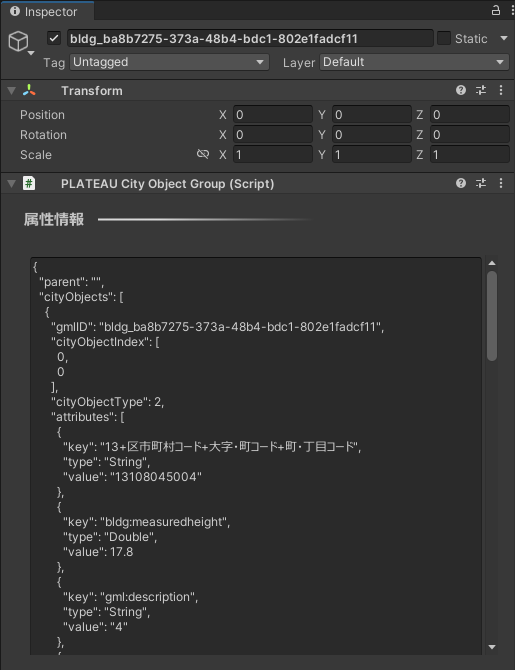 Inspector
bldg_ba8b7275-373a-48b4-bdc1-802e1fadcf11 Static
Tag Untagged Layer Default
Transform
Position X 0 Y 0 Z 0
Rotation X 0 Y 0 Z 0
Scale X 1 Y 1 Z 1
# PLATEAU City Object Group (Script)
属性情報
{
"parent": "",
"cityObjects": [
{
"gmlID": "bldg_ba8b7275-373a-48b4-bdc1-802e1fadcf11",
"cityObjectIndex": [
0,
0
],
"cityObjectType": 2,
"attributes": [
{
"key": "13+区市町村コード+大字・町コード+町・丁目コード",
"type": "String",
"value": "13108045004"
},
{
"key": "bldg:measuredheight",
"type": "Double",
"value": 17.8
},
{
"key": "gml:description",
"type": "String",
"value": "4"
},
{